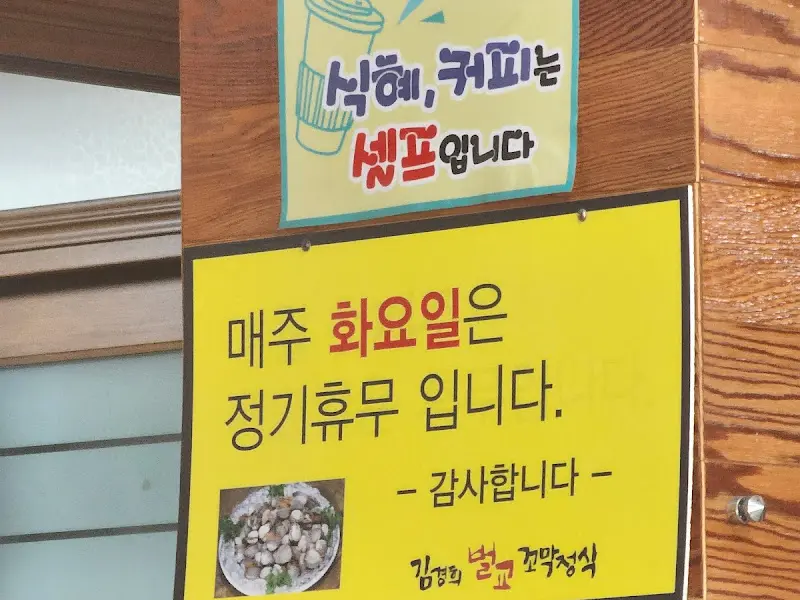 식혜, 커피는
셀프입니다
매주 화요일은
정기휴무 입니다.
- 감사합니다 -
김경희 벌교 꼬막정식